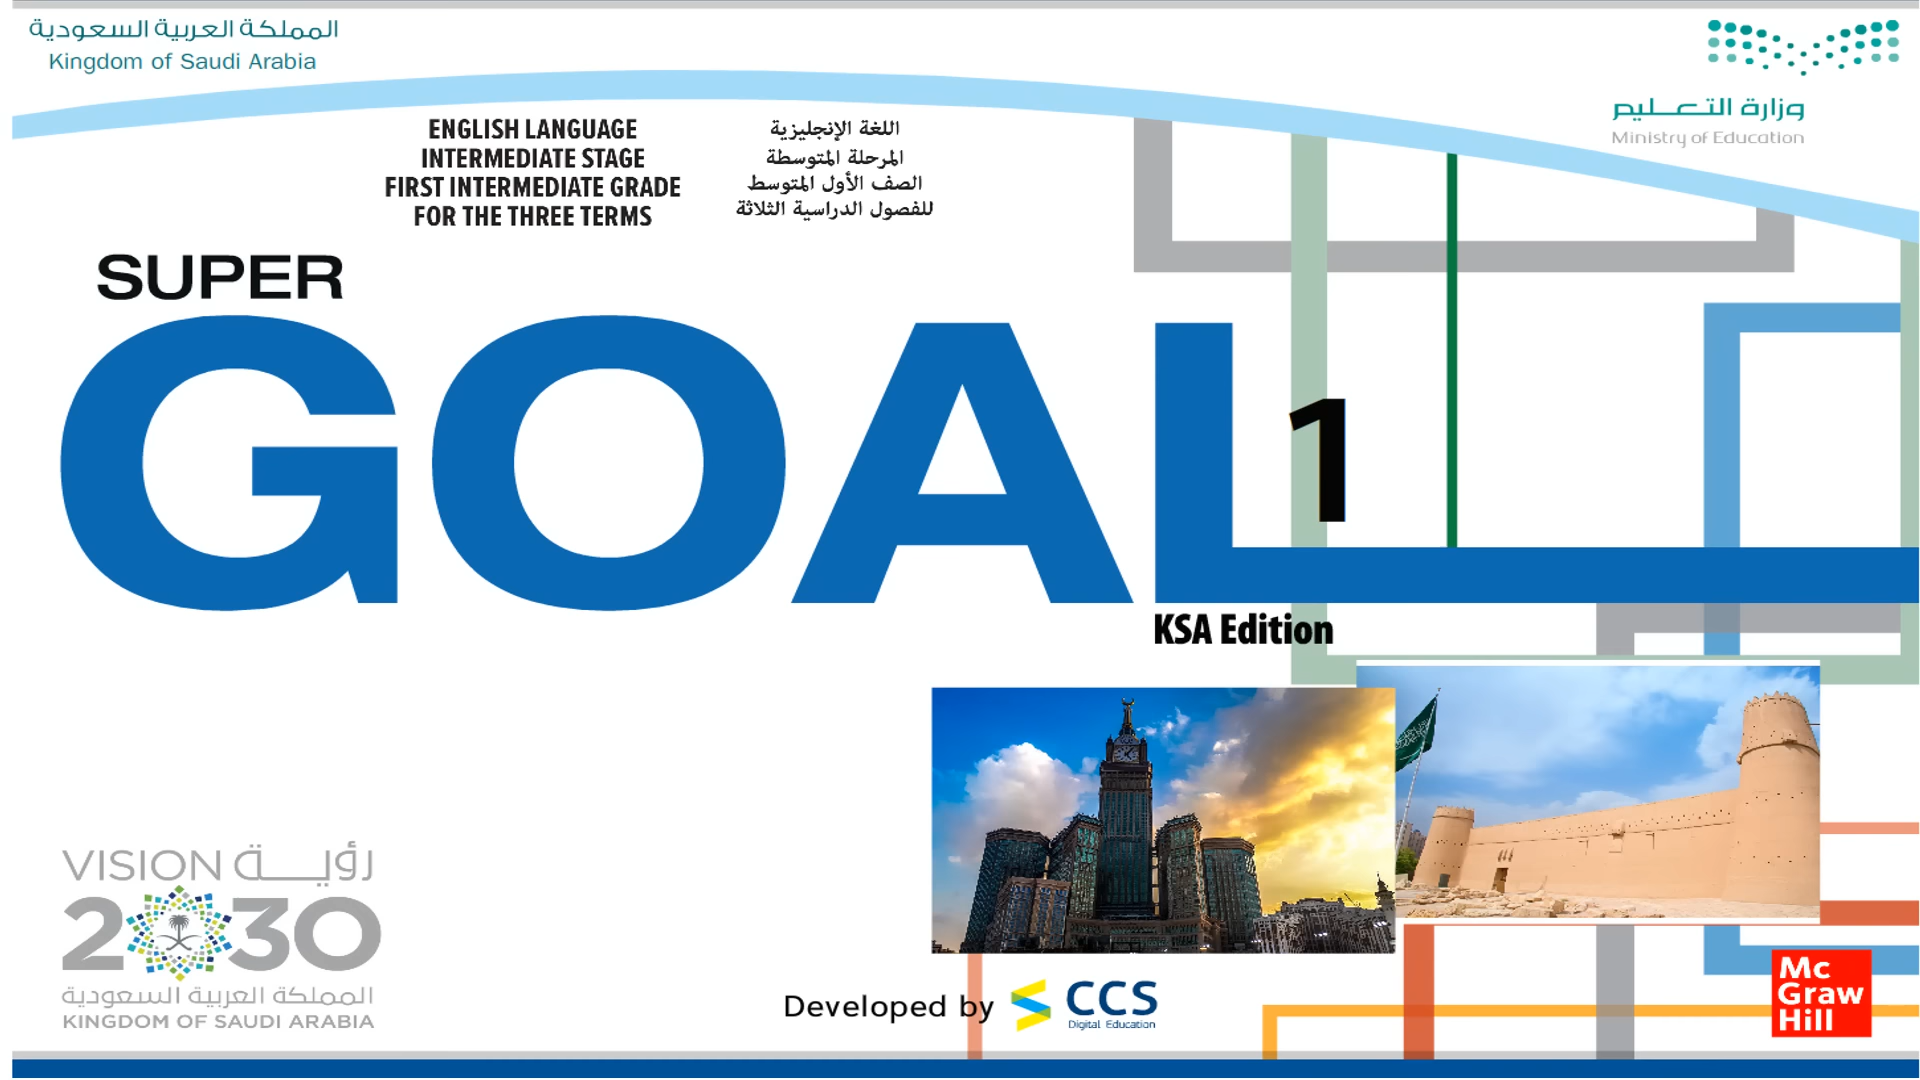 المملكة العربية السعودية
Kingdom of Saudi Arabia
وزارة التعليم
Ministry of Education
ENGLISH LANGUAGE
INTERMEDIATE STAGE
FIRST INTERMEDIATE GRADE
FOR THE THREE TERMS
اللغة الإنجليزية
المرحلة المتوسطة
الصف الأول المتوسط
للفصول الدراسية الثلاثة
SUPER
GOAL 1
KSA Edition
VISION رؤية
2030
المملكة العربية السعودية
KINGDOM OF SAUDI ARABIA
Developed by CCS
Digital Education
Mc
Graw
Hill